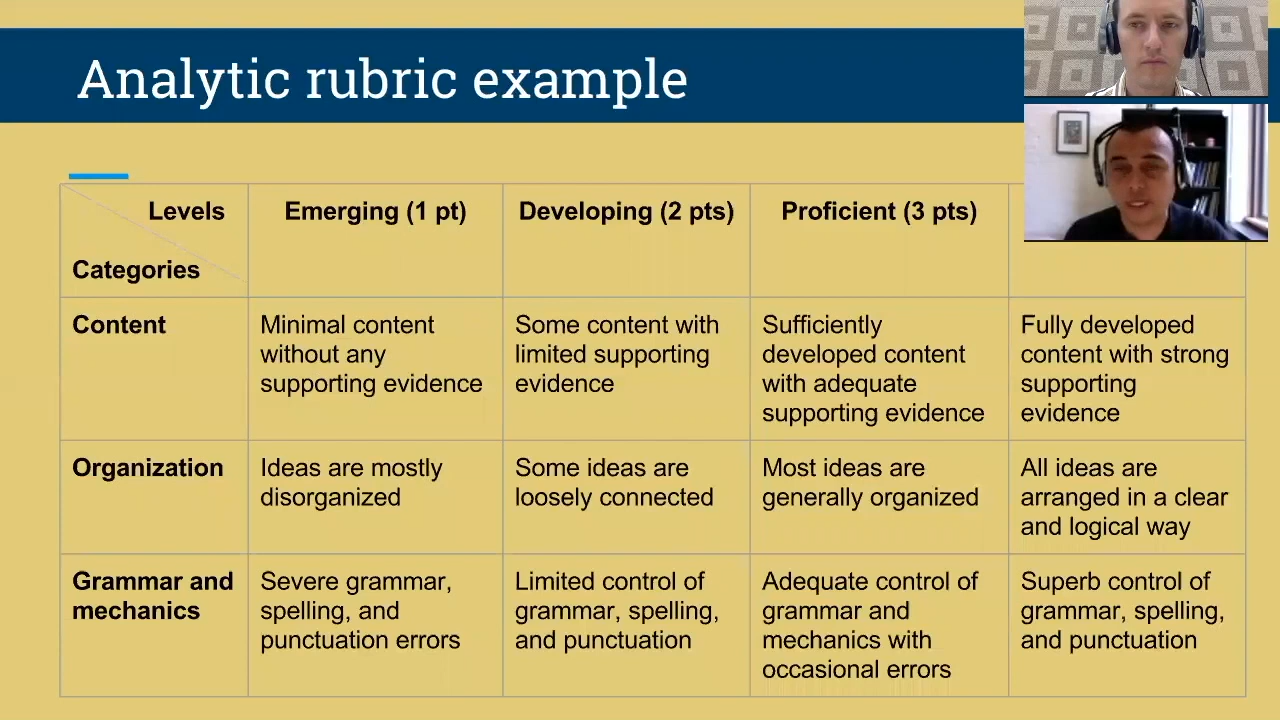 Analytic rubric example
Levels
Categories
Emerging (1 pt)
Developing (2 pts)
Proficient (3 pts)
Content
Minimal content
without any
supporting evidence
Some content with
limited supporting
evidence
Sufficiently
developed content
with adequate
supporting evidence
Fully developed
content with strong
supporting
evidence
Organization
Ideas are mostly
disorganized
Some ideas are
loosely connected
Most ideas are
generally organized
All ideas are
arranged in a clear
and logical way
Grammar and
mechanics
Severe grammar,
spelling, and
punctuation errors
Limited control of
grammar, spelling,
and punctuation
Adequate control of
grammar and
mechanics with
occasional errors
Superb control of
grammar, spelling,
and punctuation